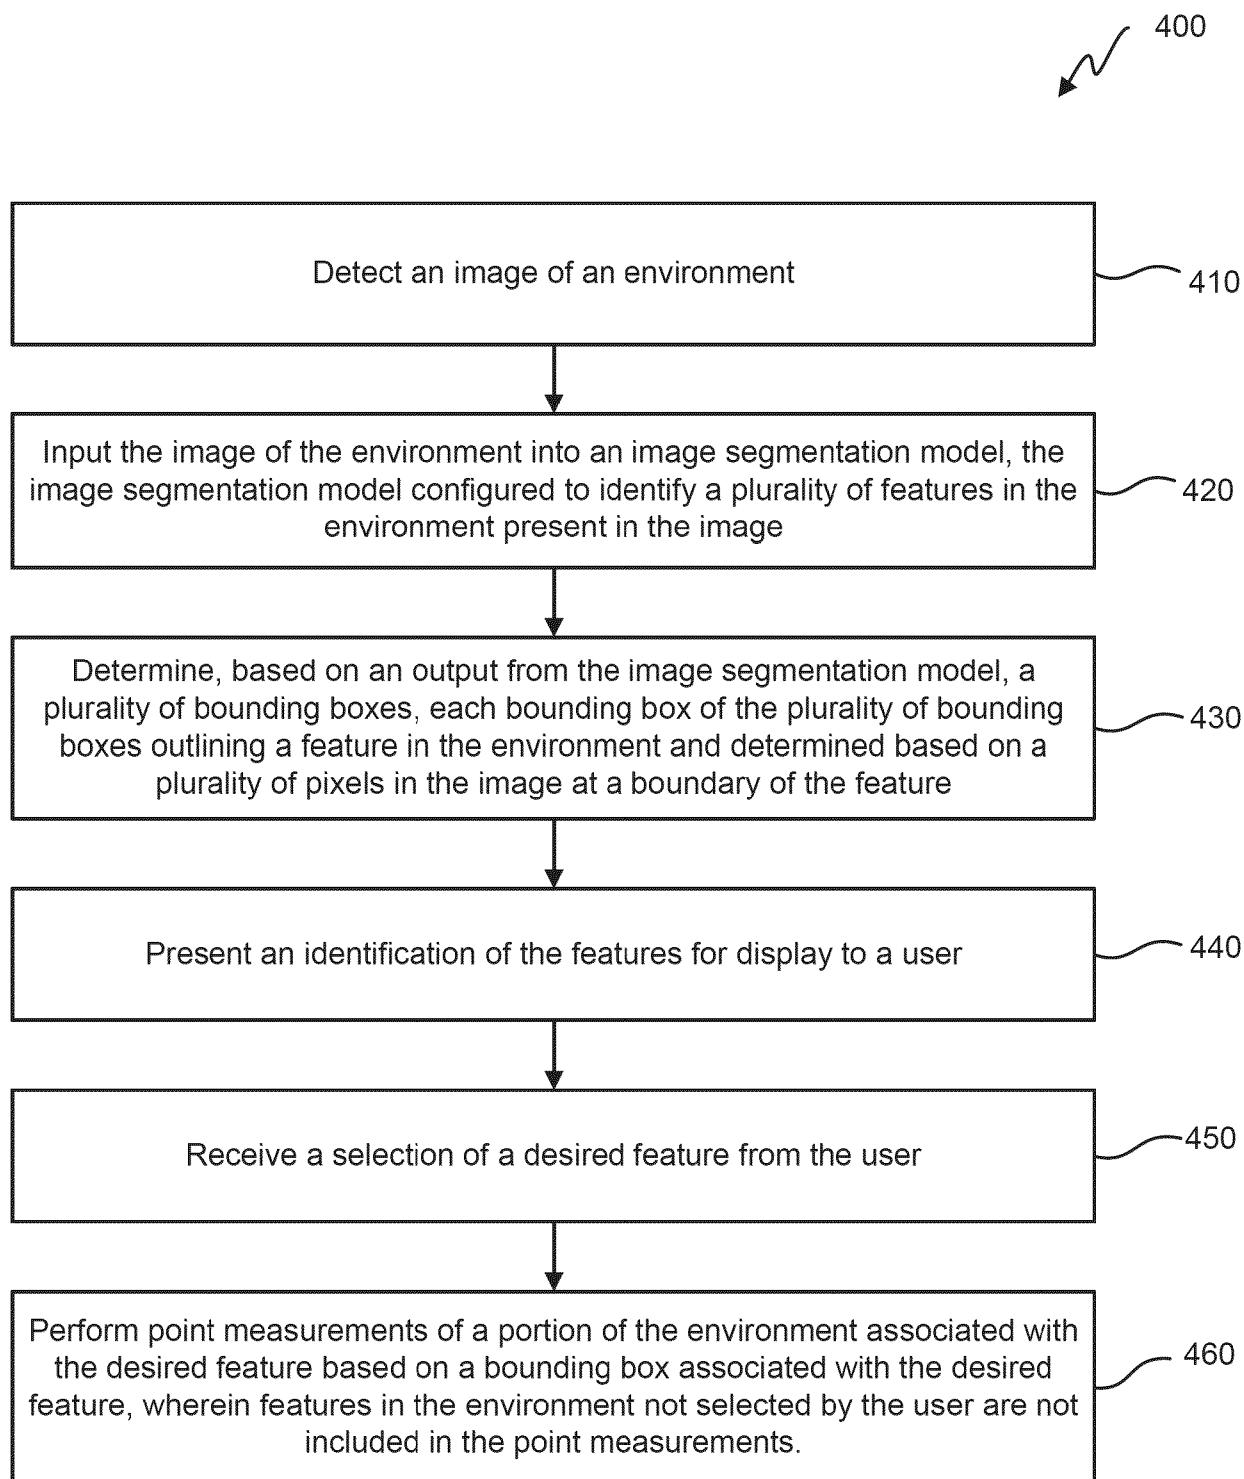 400
Detect an image of an environment
410
Input the image of the environment into an image segmentation model, the
image segmentation model configured to identify a plurality of features in the
environment present in the image
420
Determine, based on an output from the image segmentation model, a
plurality of bounding boxes, each bounding box of the plurality of bounding
boxes outlining a feature in the environment and determined based on a
plurality of pixels in the image at a boundary of the feature
430
Present an identification of the features for display to a user
440
Receive a selection of a desired feature from the user
450
Perform point measurements of a portion of the environment associated with
the desired feature based on a bounding box associated with the desired
feature, wherein features in the environment not selected by the user are not
included in the point measurements.
460